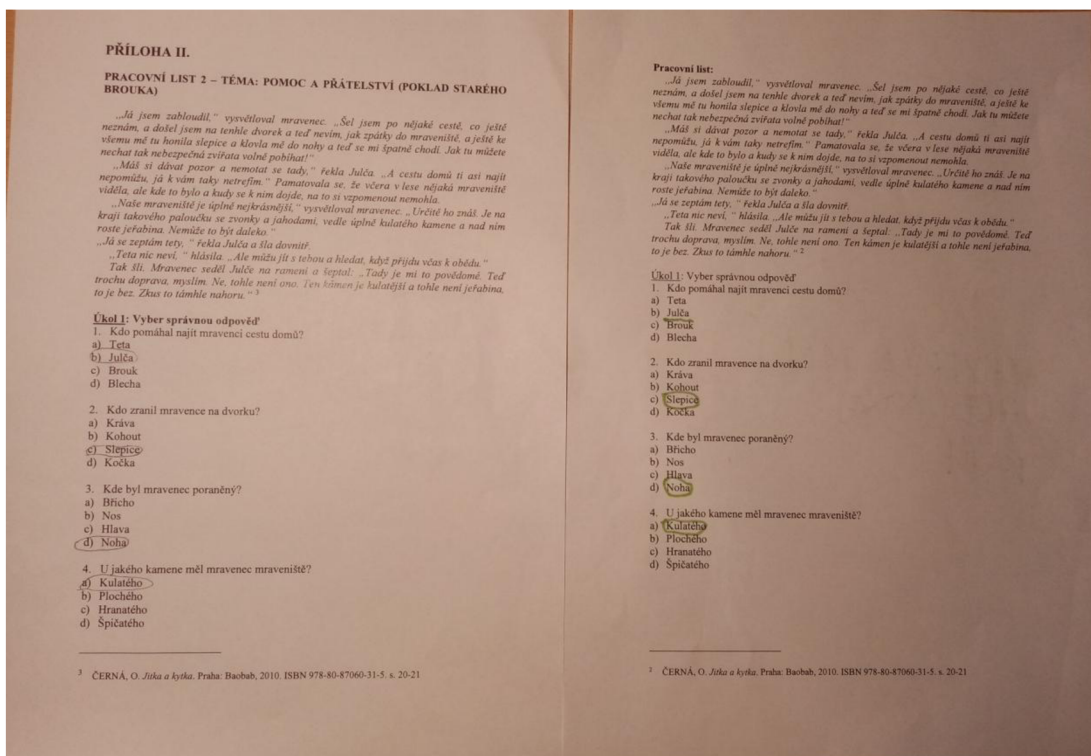 PŘÍLOHA II.
PRACOVNÍ LIST 2 – TÉMA: POMOC A PŘÁTELSTVÍ (POKLAD STARÉHO
BROUKA)
„Já jsem zabloudil,“ vysvětloval mravenec. „Šel jsem po nějaké cestě, co ještě
neznám, a došel jsem na tenhle dvorek a teď nevím, jak zpátky do mraveniště, a ještě ke
všemu mě tu honila slepice a klovla mě do nohy a teď se mi špatně chodí. Jak tu můžete
nechat tak nebezpečná zvířata volně pobíhat!“
„Máš si dávat pozor a nemotat se tady,“ řekla Julča. „A cestu domů ti asi najít
nepomůžu, já k vám taky netrefím.“ Pamatovala se, že včera v lese nějaká mraveniště
viděla, ale kde to bylo a kudy se k nim dojde, na to si vzpomenout nemohla.
„Naše mraveniště je úplně nejkrásnější,“ vysvětloval mravenec. „Určitě ho znáš. Je na
kraji takového paloučku se zvonky a jahodami, vedle úplně kulatého kamene a nad ním
roste jeřabina. Nemůže to být daleko.“
„Já se zeptám tety, “ řekla Julča a šla dovnitř.
„Teta nic neví, “ hlásila. „Ale můžu jít s tebou a hledat, když přijdu včas k obědu.“
Tak šli. Mravenec seděl Julče na rameni a šeptal: „Tady je mi to povědomé. Teď
trochu doprava, myslím. Ne, tohle není ono. Ten kámen je kulatější a tohle není jeřabina,
to je bez. Zkus to támhle nahoru.“ 3
Úkol 1: Vyber správnou odpověď
1. Kdo pomáhal najít mravenci cestu domů?
a) Teta
b) Julča
c) Brouk
d) Blecha
2. Kdo zranil mravence na dvorku?
a) Kráva
b) Kohout
c) Slepice
d) Kočka
3. Kde byl mravenec poraněný?
a) Břicho
b) Nos
c) Hlava
d) Noha
4. U jakého kamene měl mravenec mraveniště?
a) Kulatého
b) Plochého
c) Hranatého
d) Špičatého
3 ČERNÁ, O. Jitka a kytka. Praha: Baobab, 2010. ISBN 978-80-87060-31-5. s. 20-21
Pracovní list:
„Já jsem zabloudil,“ vysvětloval mravenec. „Šel jsem po nějaké cestě, co ještě
neznám, a došel jsem na tenhle dvorek a teď nevím, jak zpátky do mraveniště, a ještě ke
všemu mě tu honila slepice a klovla mě do nohy a teď se mi špatně chodí. Jak tu můžete
nechat tak nebezpečná zvířata volně pobíhat!“
„Máš si dávat pozor a nemotat se tady,“ řekla Julča. „A cestu domů ti asi najít
nepomůžu, já k vám taky netrefím.“ Pamatovala se, že včera v lese nějaká mraveniště
viděla, ale kde to bylo a kudy se k nim dojde, na to si vzpomenout nemohla.
„Naše mraveniště je úplně nejkrásnější,“ vysvětloval mravenec. „Určitě ho znáš. Je na
kraji takového paloučku se zvonky a jahodami, vedle úplně kulatého kamene a nad ním
roste jeřabina. Nemůže to být daleko.“
„Já se zeptám tety, “ řekla Julča a šla dovnitř.
„Teta nic neví, “ hlásila. „Ale můžu jít s tebou a hledat, když přijdu včas k obědu.“
Tak šli. Mravenec seděl Julče na rameni a šeptal: „Tady je mi to povědomé. Teď
trochu doprava, myslím. Ne, tohle není ono. Ten kámen je kulatější a tohle není jeřabina,
to je bez. Zkus to támhle nahoru.“ 2
Úkol 1: Vyber správnou odpověď
1. Kdo pomáhal najít mravenci cestu domů?
a) Teta
b) Julča
c) Brouk
d) Blecha
2. Kdo zranil mravence na dvorku?
a) Kráva
b) Kohout
c) Slepice
d) Kočka
3. Kde byl mravenec poraněný?
a) Břicho
b) Nos
c) Hlava
d) Noha
4. U jakého kamene měl mravenec mraveniště?
a) Kulatého
b) Plochého
c) Hranatého
d) Špičatého
2 ČERNÁ, O. Jitka a kytka. Praha: Baobab, 2010. ISBN 978-80-87060-31-5. s. 20-21